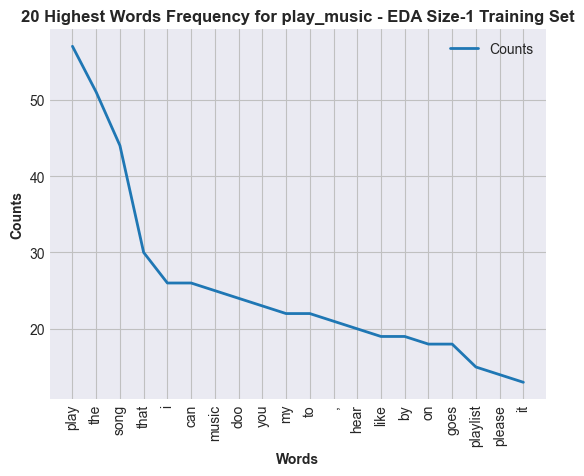 20 Highest Words Frequency for play_music - EDA Size-1 Training Set
Counts
Counts
50
40
30
20
play
the
song
that
i
can
music
doo
you
my
to
,
hear
like
by
on
goes
playlist
please
it
Words